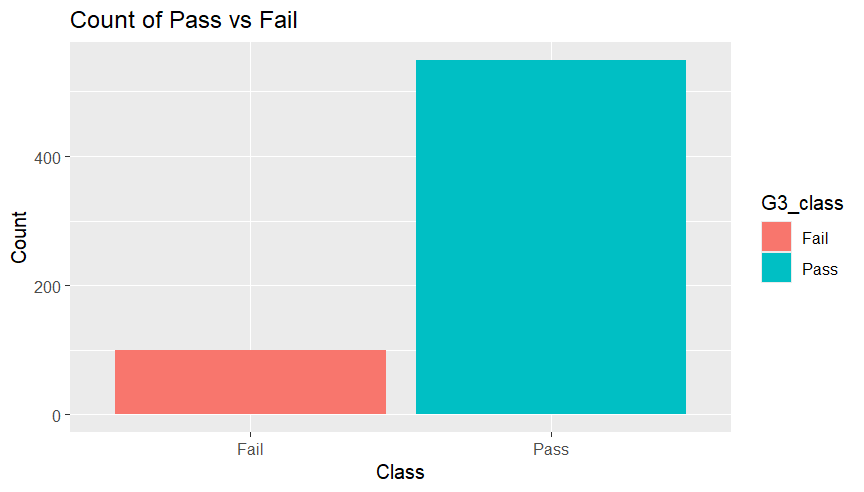 Count of Pass vs Fail
Count
400
200
0
Fail
Pass
Class
G3_class
Fail
Pass